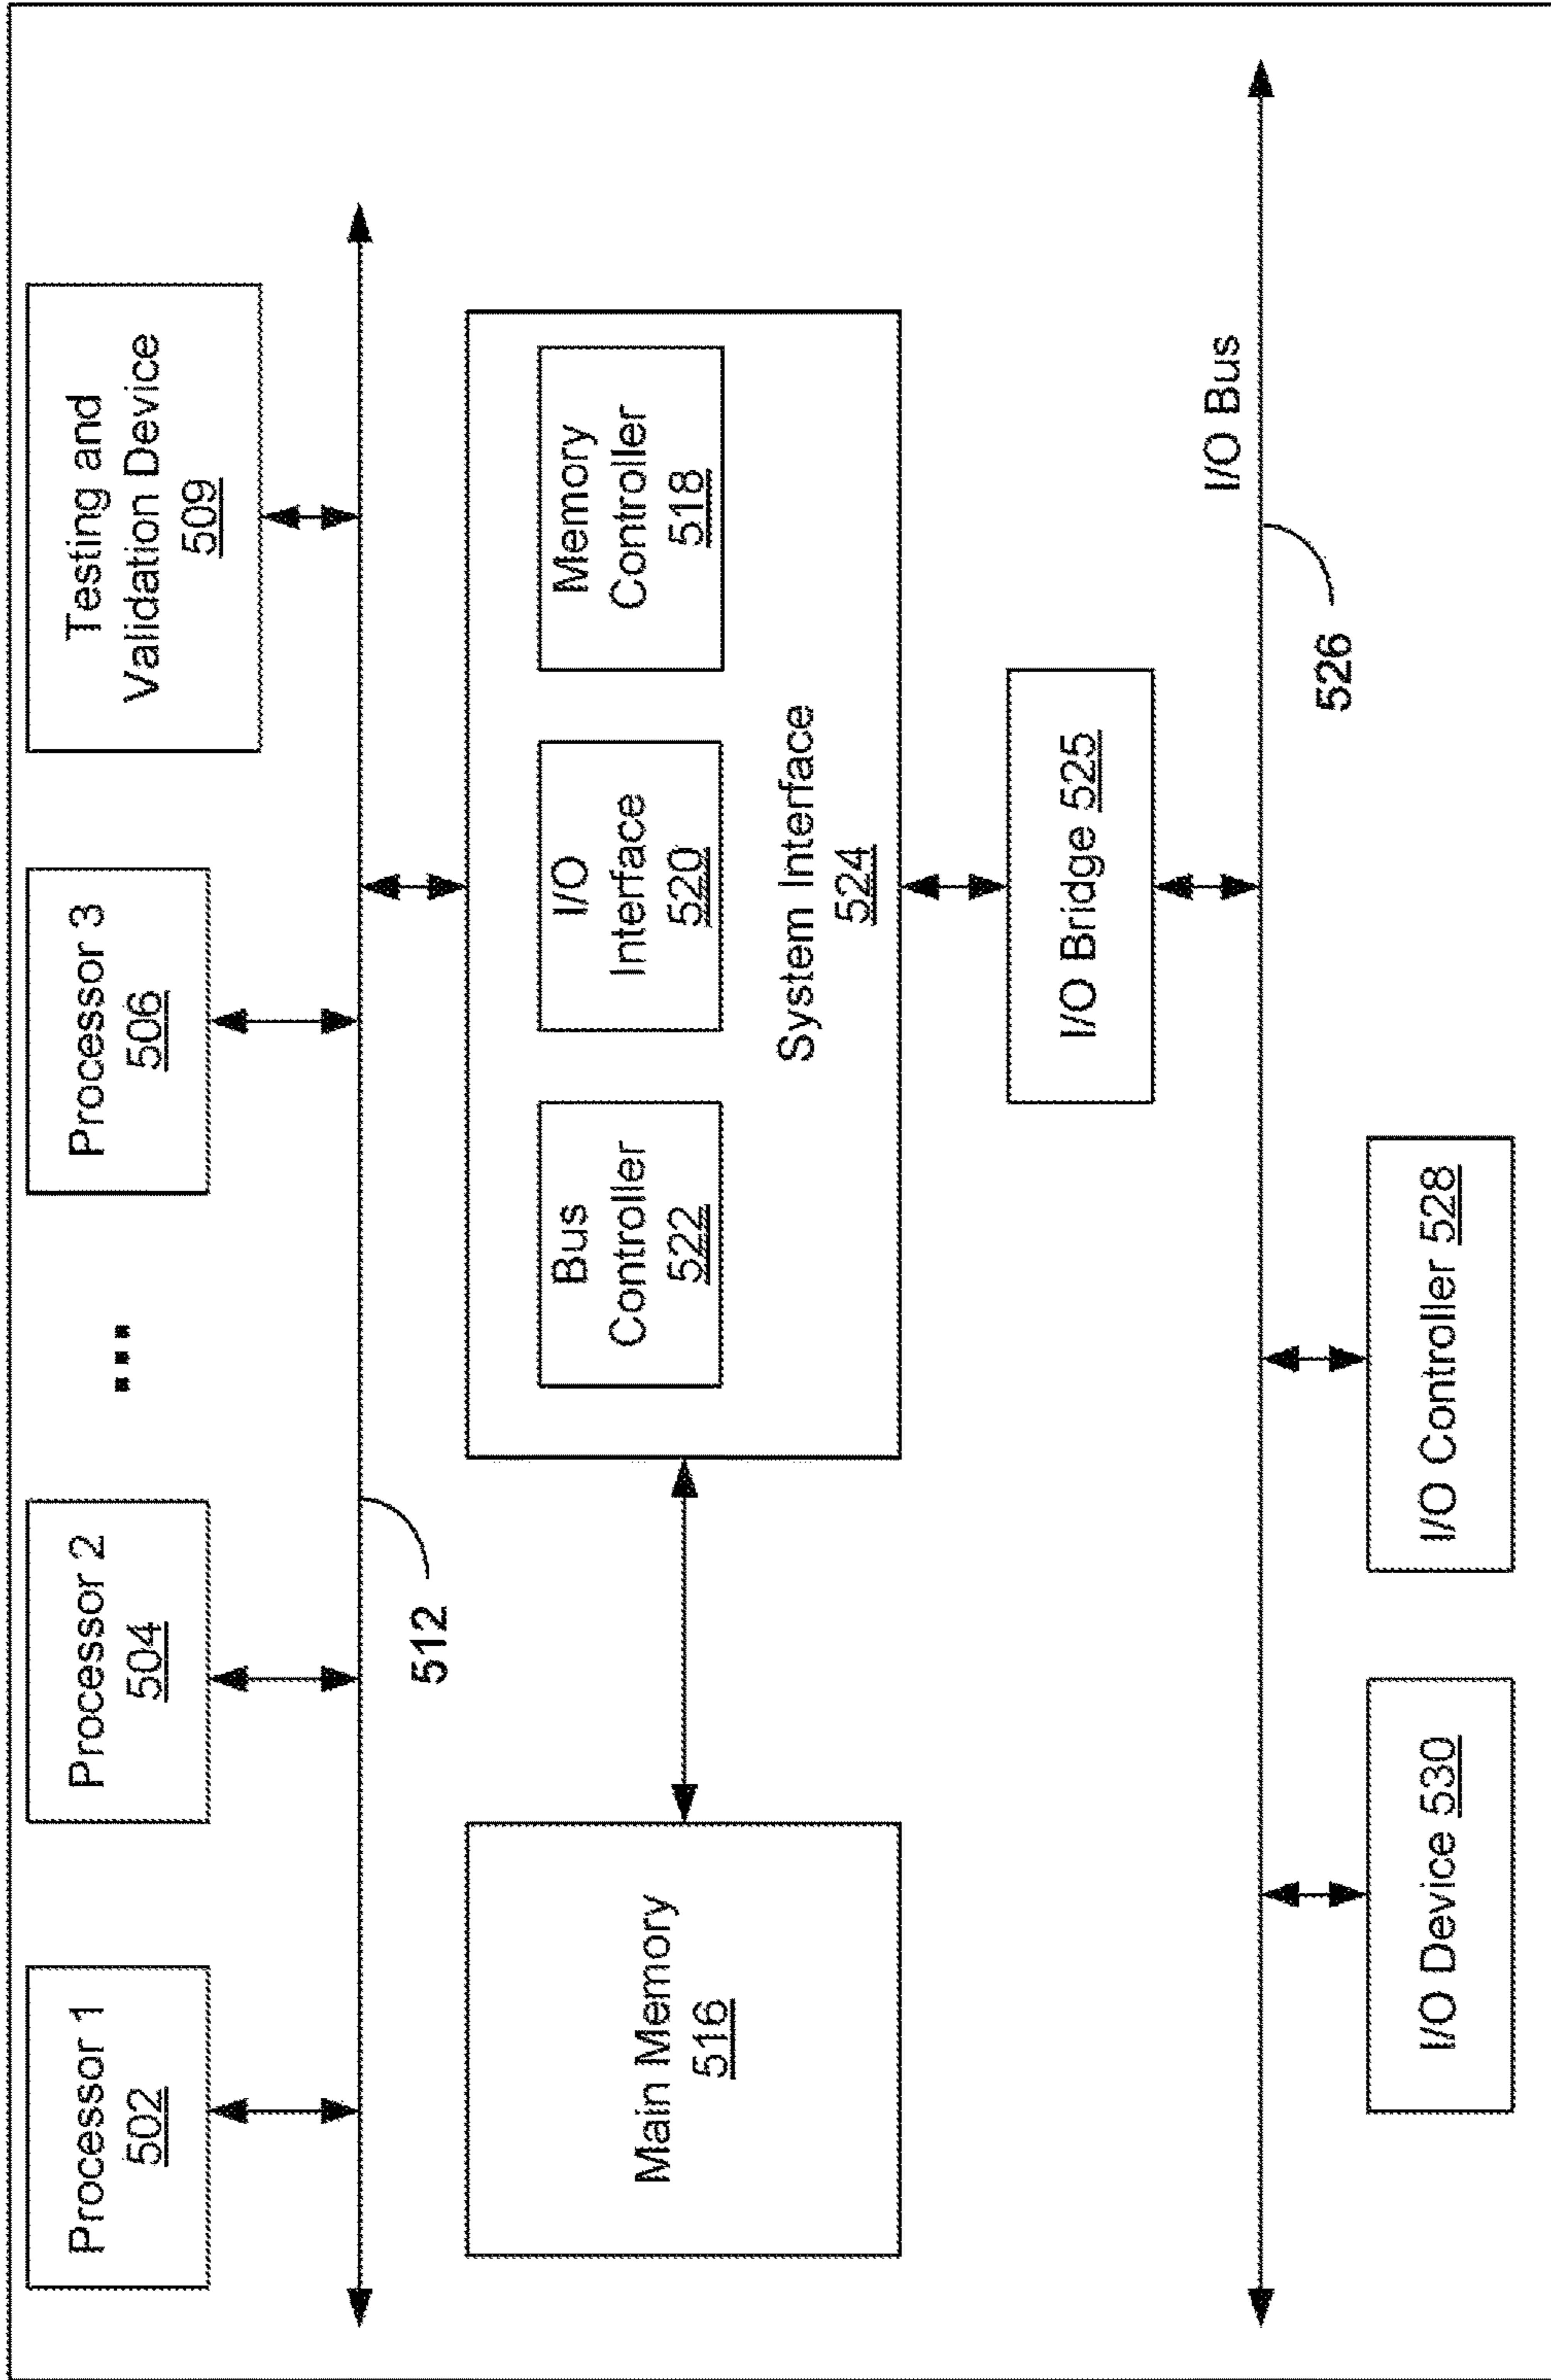 Processor 1
502
Processor 2
504
...
Processor 3
506
Testing and
Validation Device
509
512
Main Memory
516
Bus
Controller
522
I/O
Interface
520
Memory
Controller
518
System Interface
524
I/O Bridge 525
I/O Bus
526
I/O Device 530
I/O Controller 528